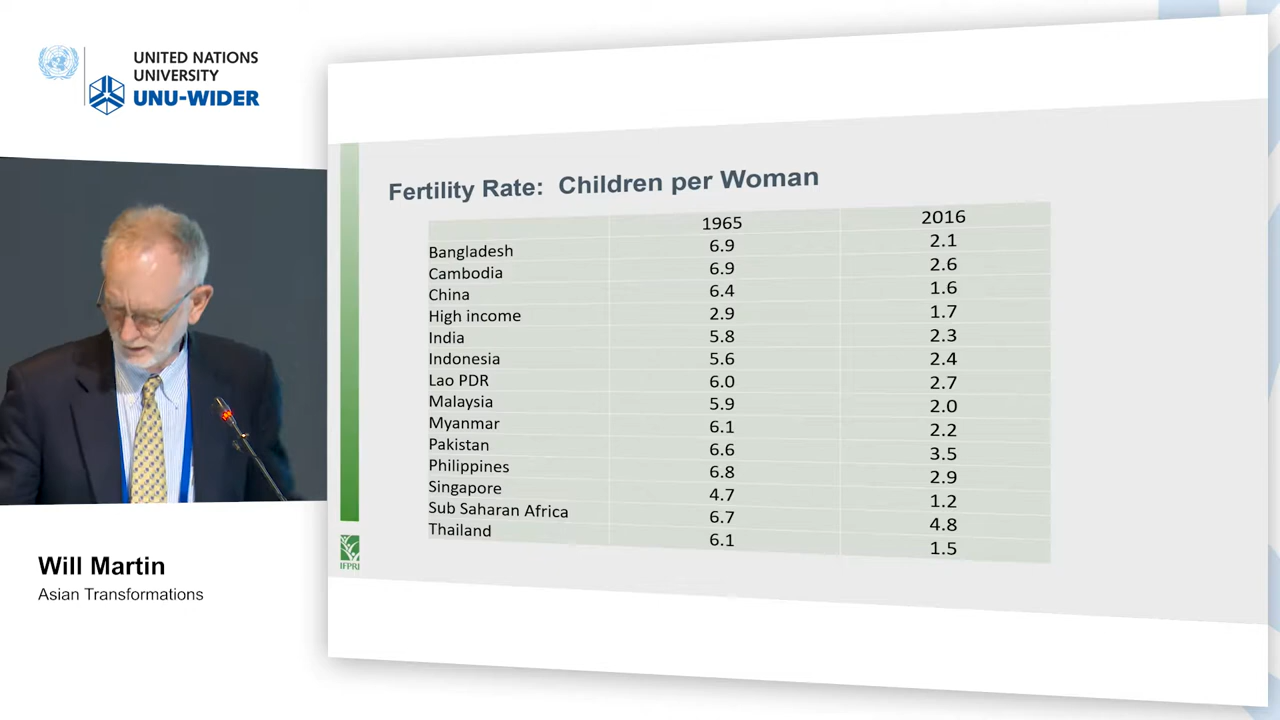 UNITED NATIONS
UNIVERSITY
UNU-WIDER
Fertility Rate: Children per Woman
1965 2016
Bangladesh 6.9 2.1
Cambodia 6.9 2.6
China 6.4 1.6
High income 2.9 1.7
India 5.8 2.3
Indonesia 5.6 2.4
Lao PDR 6.0 2.7
Malaysia 5.9 2.0
Myanmar 6.1 2.2
Pakistan 6.6 3.5
Philippines 6.8 2.9
Singapore 4.7 1.2
Sub Saharan Africa 6.7 4.8
Thailand 6.1 1.5
IFPRI
Will Martin
Asian Transformations